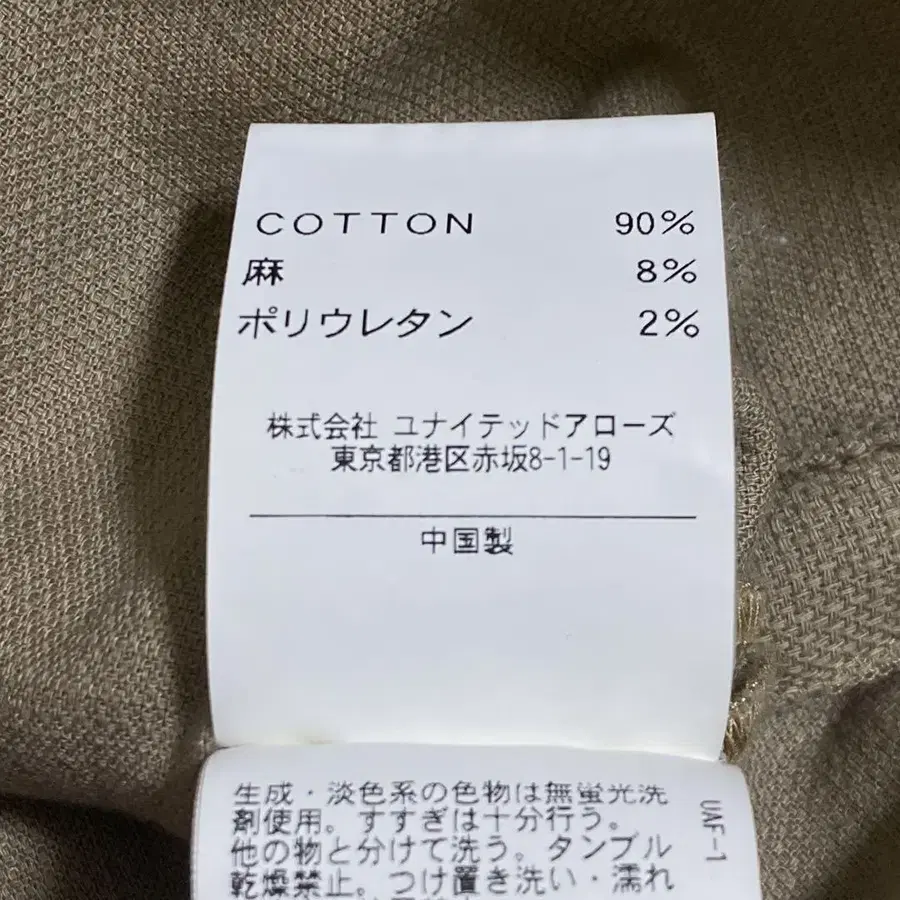 COTTON 90%
麻 8%
ポリウレタン 2%
株式会社 ユナイテッドアローズ
東京都港区赤坂8-1-19
中国製
生成・淡色系の色物は無蛍光洗
剤使用。すすぎは十分行う。
他の物と分けて洗う。タンブル
乾燥禁止。つけ置き洗い・濡れ
UAF-1